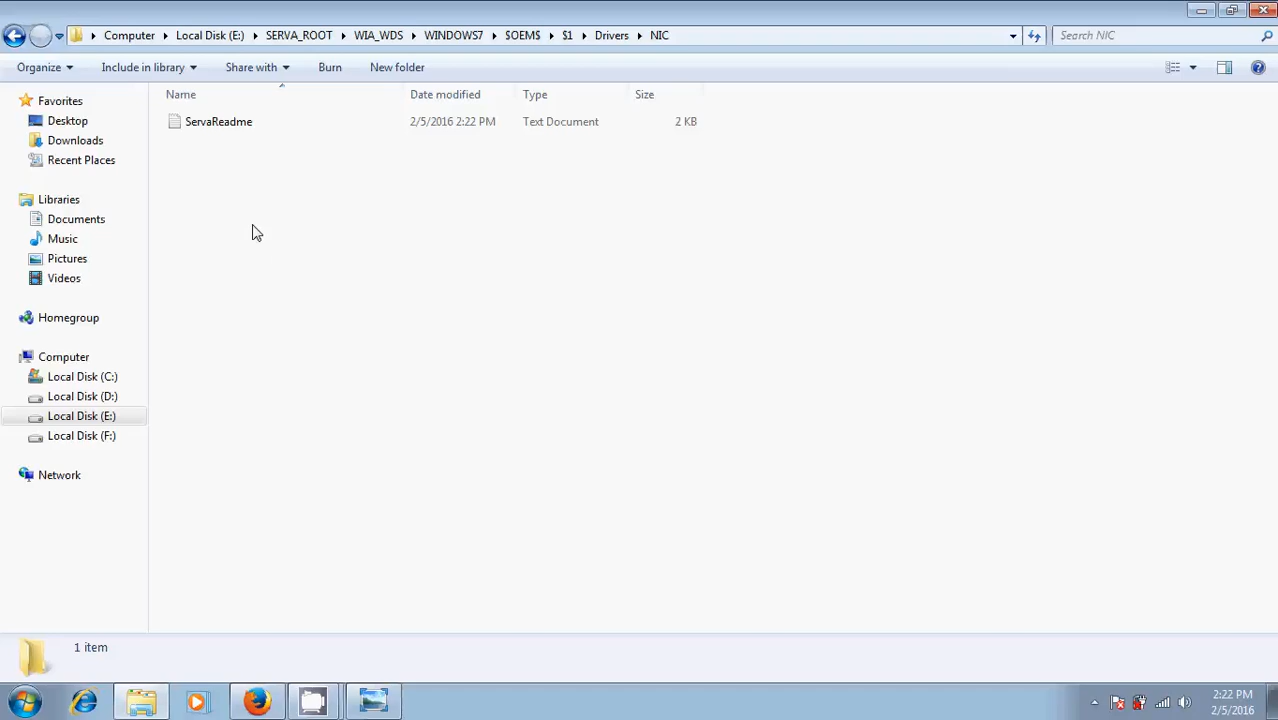 Computer Local Disk (E:) SERVA_ROOT WIA_WDS WINDOWS7 $OEM$ $1 Drivers NIC Search NIC
Organize Include in library Share with Burn New folder
Name Date modified Type Size
ServaReadme 2/5/2016 2:22 PM Text Document 2 KB
Favorites
Desktop
Downloads
Recent Places
Libraries
Documents
Music
Pictures
Videos
Homegroup
Computer
Local Disk (C:)
Local Disk (D:)
Local Disk (E:)
Local Disk (F:)
Network
1 item
2:22 PM
2/5/2016